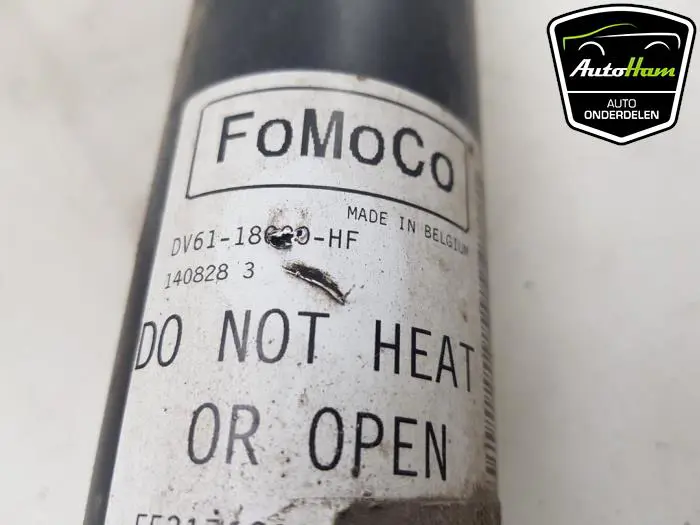 AutoHam
AUTO
ONDERDELEN
FoMoCo
MADE IN BELGIUM
140828 3
DO NOT HEAT
OR OPEN